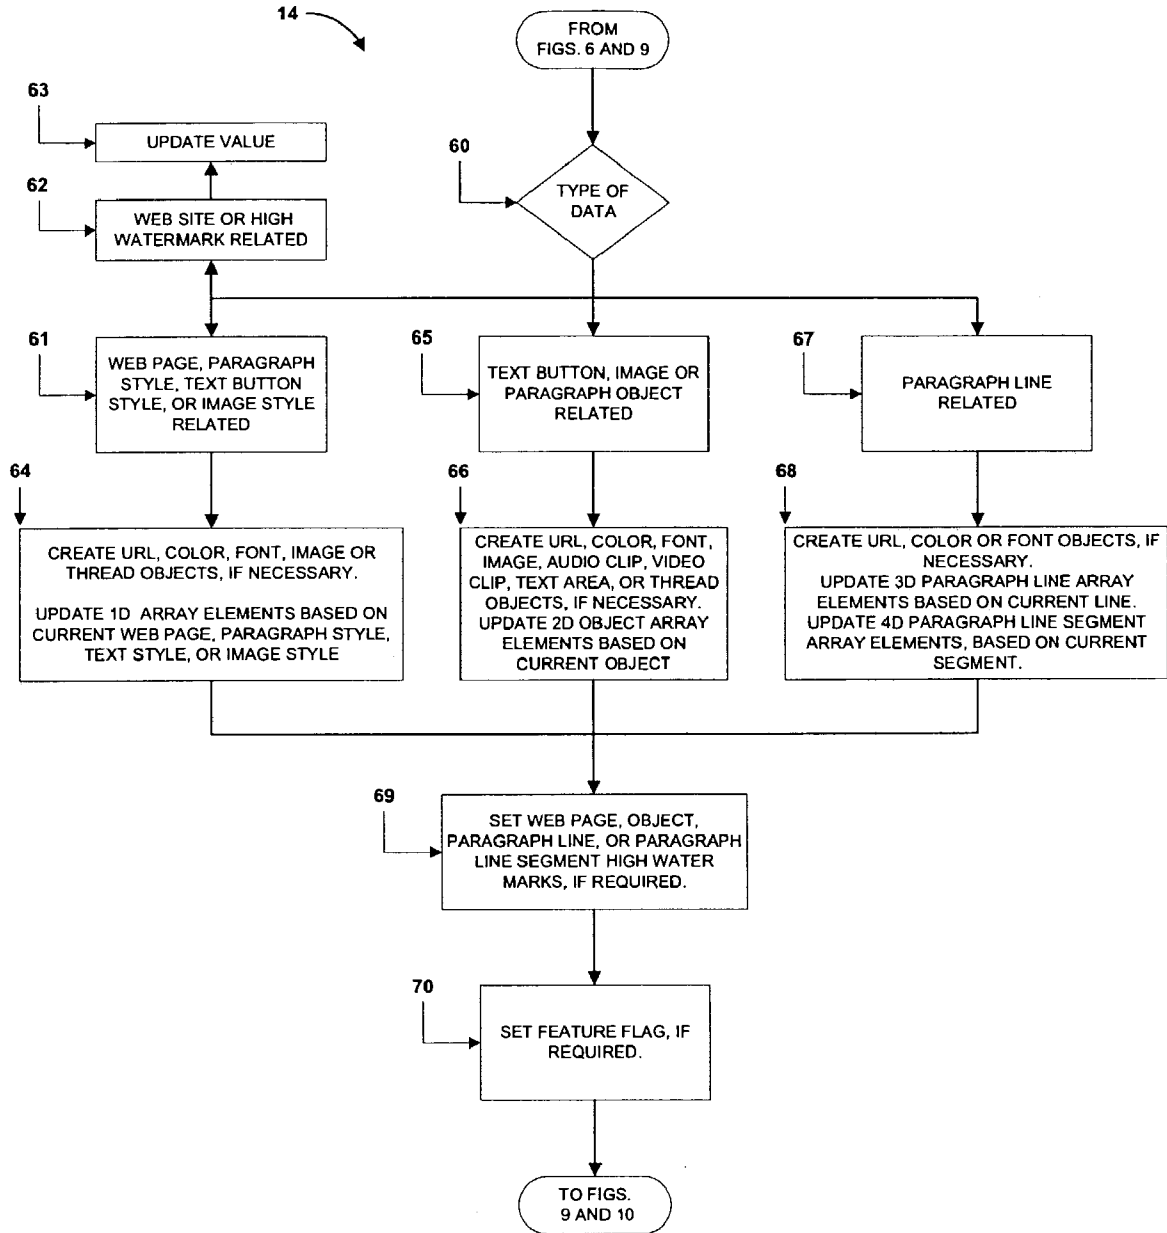 14
FROM
FIGS. 6 AND 9
63
UPDATE VALUE
60
TYPE OF
DATA
62
WEB SITE OR HIGH
WATERMARK RELATED
61
WEB PAGE, PARAGRAPH
STYLE, TEXT BUTTON
STYLE, OR IMAGE STYLE
RELATED
65
TEXT BUTTON, IMAGE OR
PARAGRAPH OBJECT
RELATED
67
PARAGRAPH LINE
RELATED
64
CREATE URL, COLOR, FONT, IMAGE OR
THREAD OBJECTS, IF NECESSARY.
UPDATE 1D ARRAY ELEMENTS BASED ON
CURRENT WEB PAGE, PARAGRAPH STYLE,
TEXT STYLE, OR IMAGE STYLE
66
CREATE URL, COLOR, FONT,
IMAGE, AUDIO CLIP, VIDEO
CLIP, TEXT AREA, OR THREAD
OBJECTS, IF NECESSARY.
UPDATE 2D OBJECT ARRAY
ELEMENTS BASED ON
CURRENT OBJECT
68
CREATE URL, COLOR OR FONT OBJECTS, IF
NECESSARY.
UPDATE 3D PARAGRAPH LINE ARRAY
ELEMENTS BASED ON CURRENT LINE.
UPDATE 4D PARAGRAPH LINE SEGMENT
ARRAY ELEMENTS, BASED ON CURRENT
SEGMENT.
69
SET WEB PAGE, OBJECT,
PARAGRAPH LINE, OR PARAGRAPH
LINE SEGMENT HIGH WATER
MARKS, IF REQUIRED.
70
SET FEATURE FLAG, IF
REQUIRED.
TO FIGS.
9 AND 10